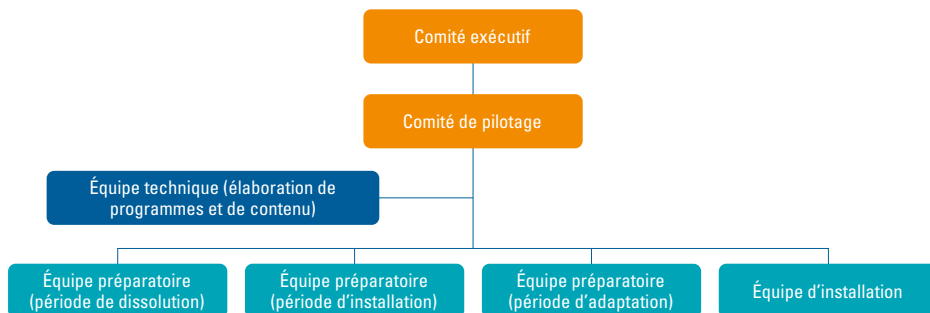 Comité exécutif
Comité de pilotage
Équipe technique (élaboration de
programmes et de contenu)
Équipe préparatoire
(période de dissolution)
Équipe préparatoire
(période d’installation)
Équipe préparatoire
(période d’adaptation)
Équipe d’installation